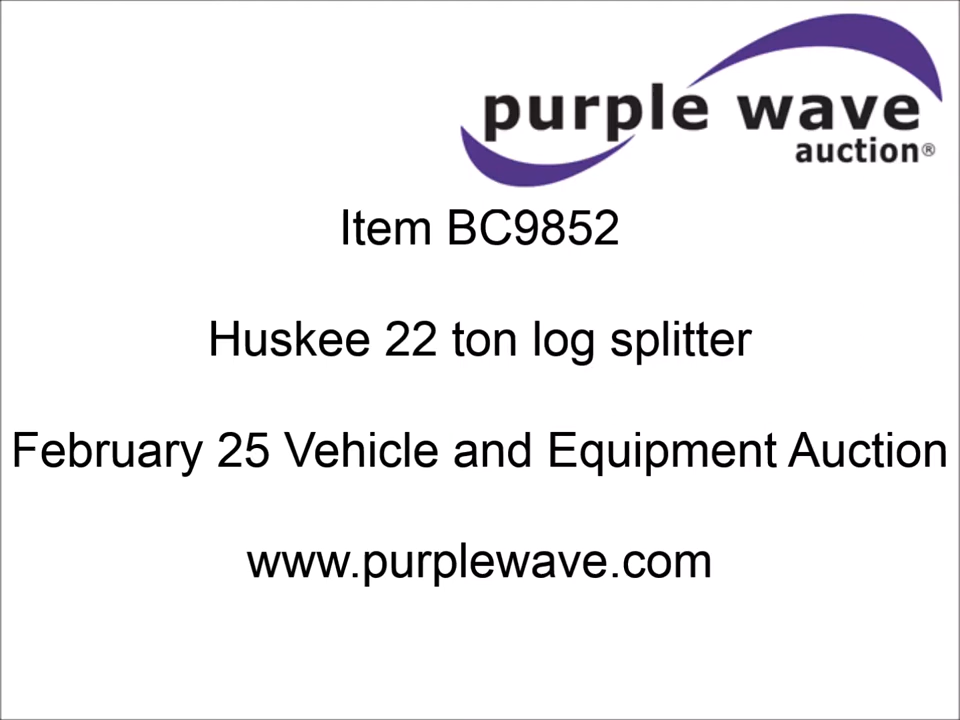 purple wave
auction®
Item BC9852
Huskee 22 ton log splitter
February 25 Vehicle and Equipment Auction
www.purplewave.com